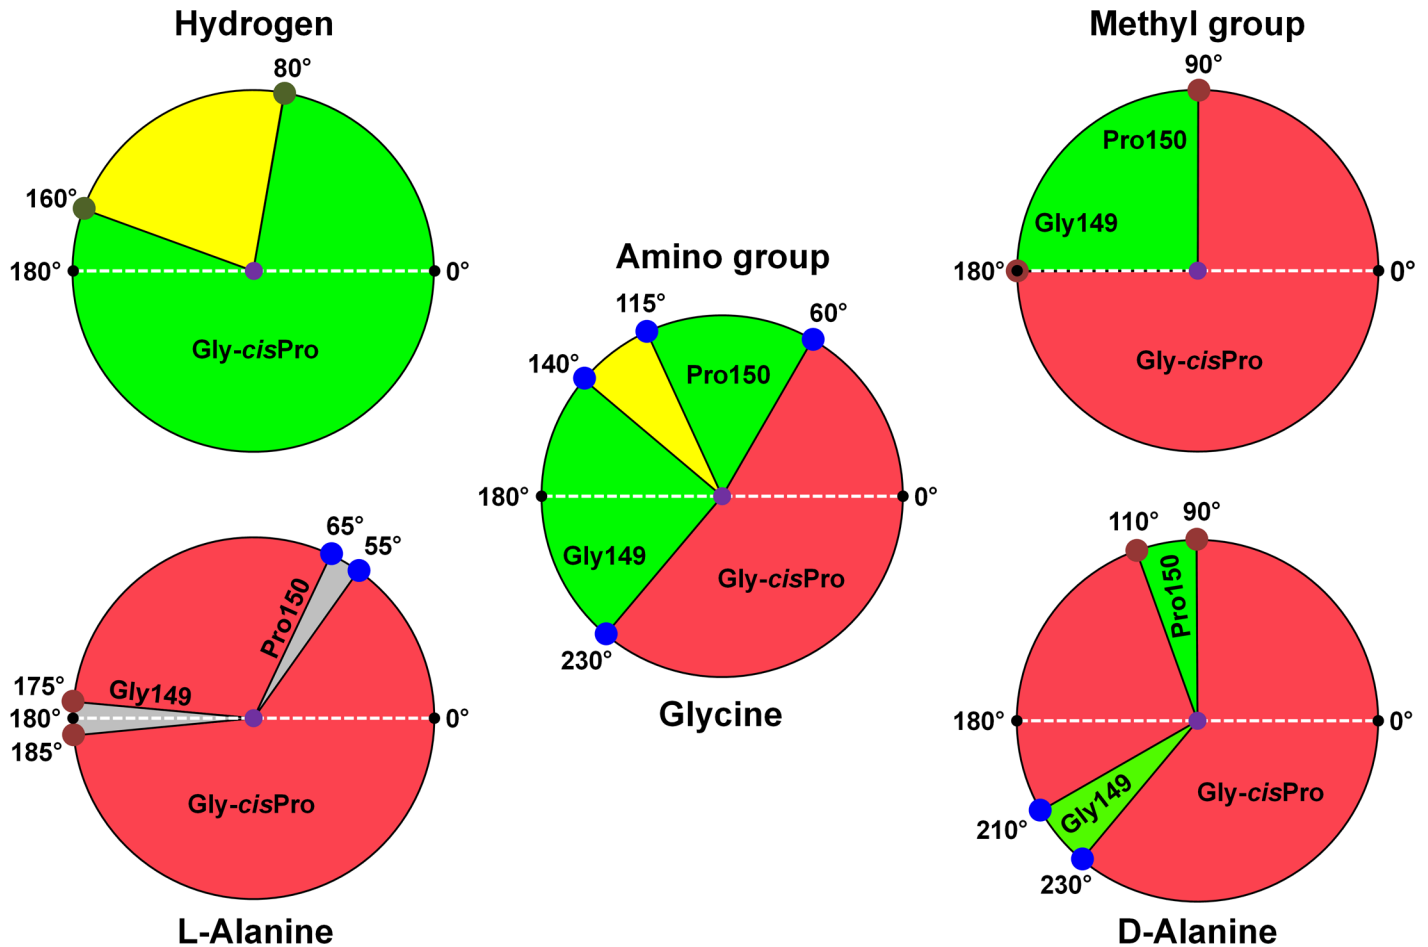 Hydrogen
80°
160°
180°
0°
Gly-cisPro
Methyl group
90°
Pro150
Gly149
180°
0°
Gly-cisPro
Amino group
115°
60°
140°
Pro150
180°
0°
Gly149
Gly-cisPro
230°
Glycine
65°
55°
Pro150
175°
Gly149
180°
0°
185°
Gly-cisPro
L-Alanine
110°
90°
Pro150
180°
0°
Gly149
Gly-cisPro
210°
230°
D-Alanine